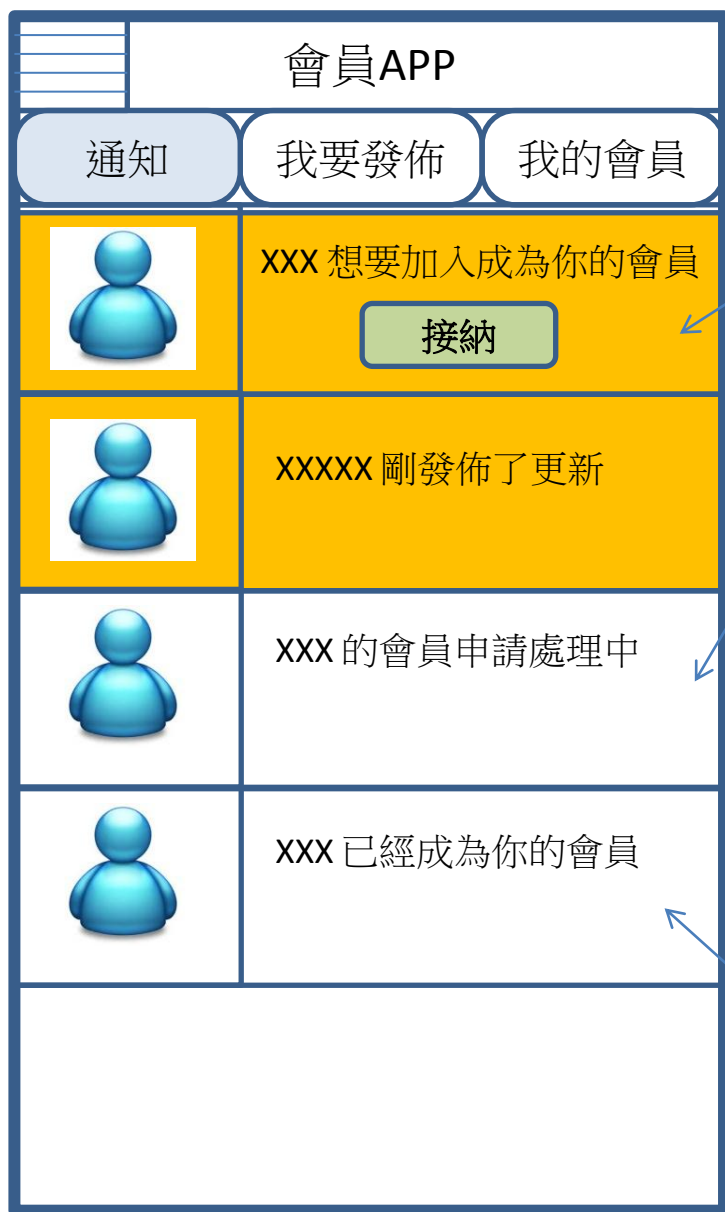 會員APP
通知
我要發佈
我的會員
XXX 想要加入成為你的會員
接納
XXXXX 剛發佈了更新
XXX 的會員申請處理中
XXX 已經成為你的會員